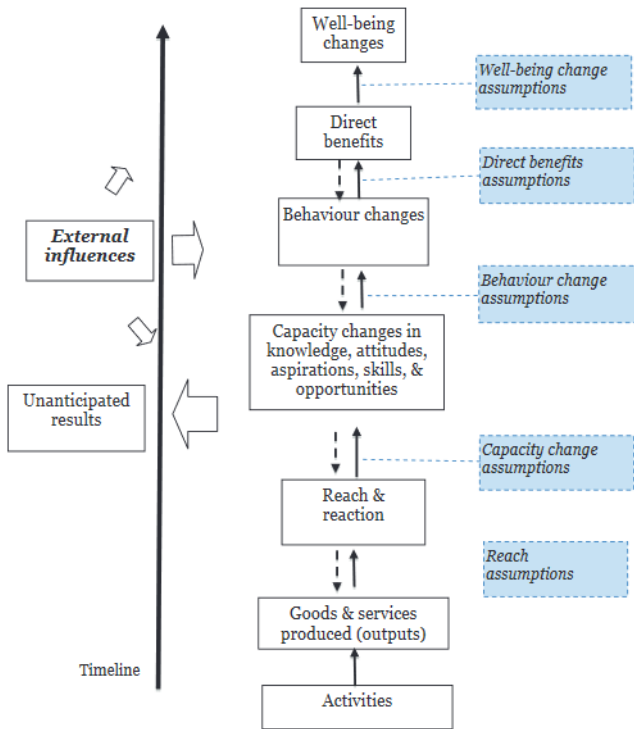 Well-being
changes
Well-being change
assumptions
Direct
benefits
Direct benefits
assumptions
Behaviour changes
External
influences
Behaviour change
assumptions
Capacity changes in
knowledge, attitudes,
aspirations, skills, &
opportunities
Unanticipated
results
Capacity change
assumptions
Reach &
reaction
Reach
assumptions
Goods & services
produced (outputs)
Timeline
Activities